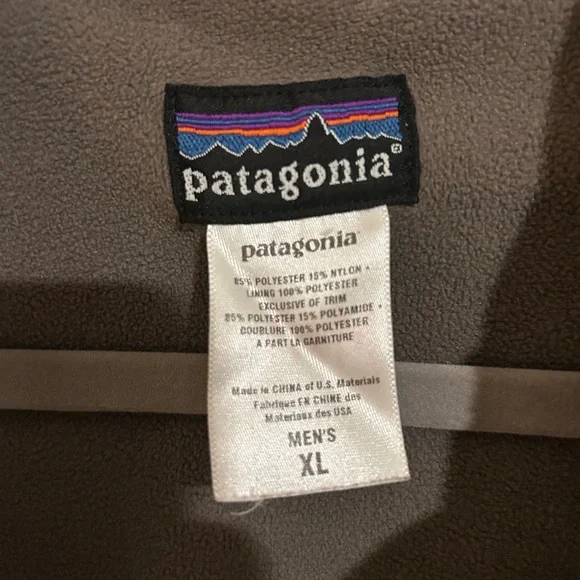 patagonia®
patagonia
85% POLYESTER 15% NYLON •
LINING 100% POLYESTER
EXCLUSIVE OF TRIM
85% POLYESTER 15% POLYAMIDE •
DOUBLURE 100% POLYESTER
A PART LA GARNITURE
Made in CHINA of U.S. Materials
Fabrique EN CHINE des
Materiaux des USA
MEN'S
XL